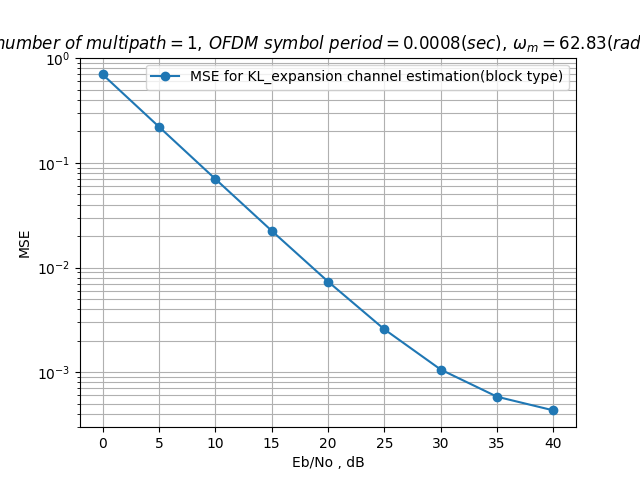 number of multipath = 1, OFDM symbol period = 0.0008(sec), ωm = 62.83(rad
MSE for KL_expansion channel estimation(block type)
10^0
10^-1
10^-2
10^-3
MSE
0 5 10 15 20 25 30 35 40
Eb/No , dB